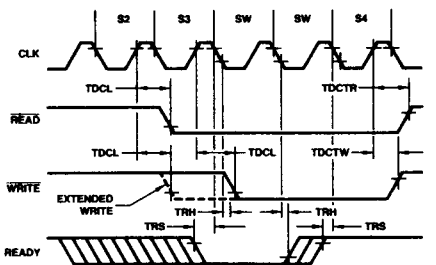 S2 S3 SW SW S4
CLK
TDCL TDCTR
READ
TDCL TDCL TDCTW
WRITE
EXTENDED
WRITE
TRH TRH
TRS TRS
READY